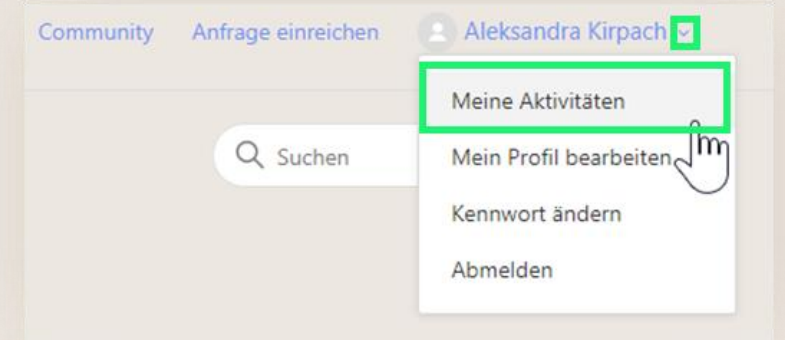 Community Anfrage einreichen Aleksandra Kirpach
Meine Aktivitäten
Suchen
Mein Profil bearbeiten
Kennwort ändern
Abmelden